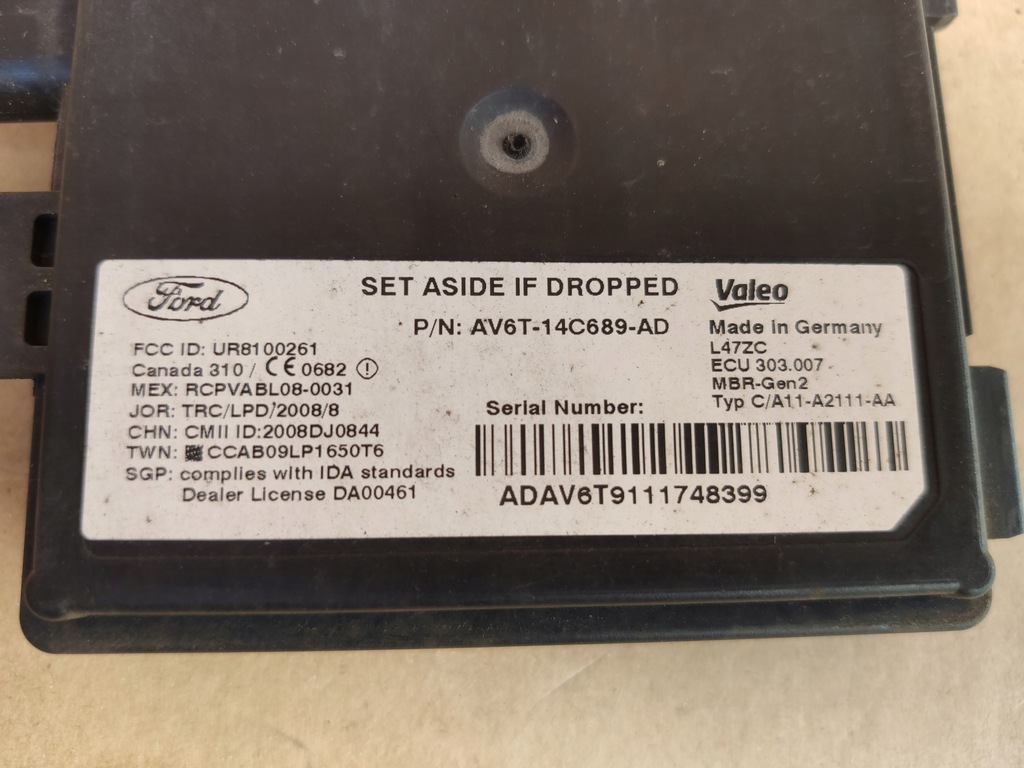 Ford
SET ASIDE IF DROPPED
Valeo
P/N: AV6T-14C689-AD
Made in Germany
L47ZC
ECU 303.007
MBR-Gen2
Typ C/A11-A2111-AA
FCC ID: UR8100261
Canada 310 / CE 0682
MEX: RCPVABL08-0031
JOR: TRC/LPD/2008/8
CHN: CMII ID:2008DJ0844
TWN: CCAB09LP1650T6
SGP: complies with IDA standards
Dealer License DA00461
Serial Number:
ADAV6T9111748399